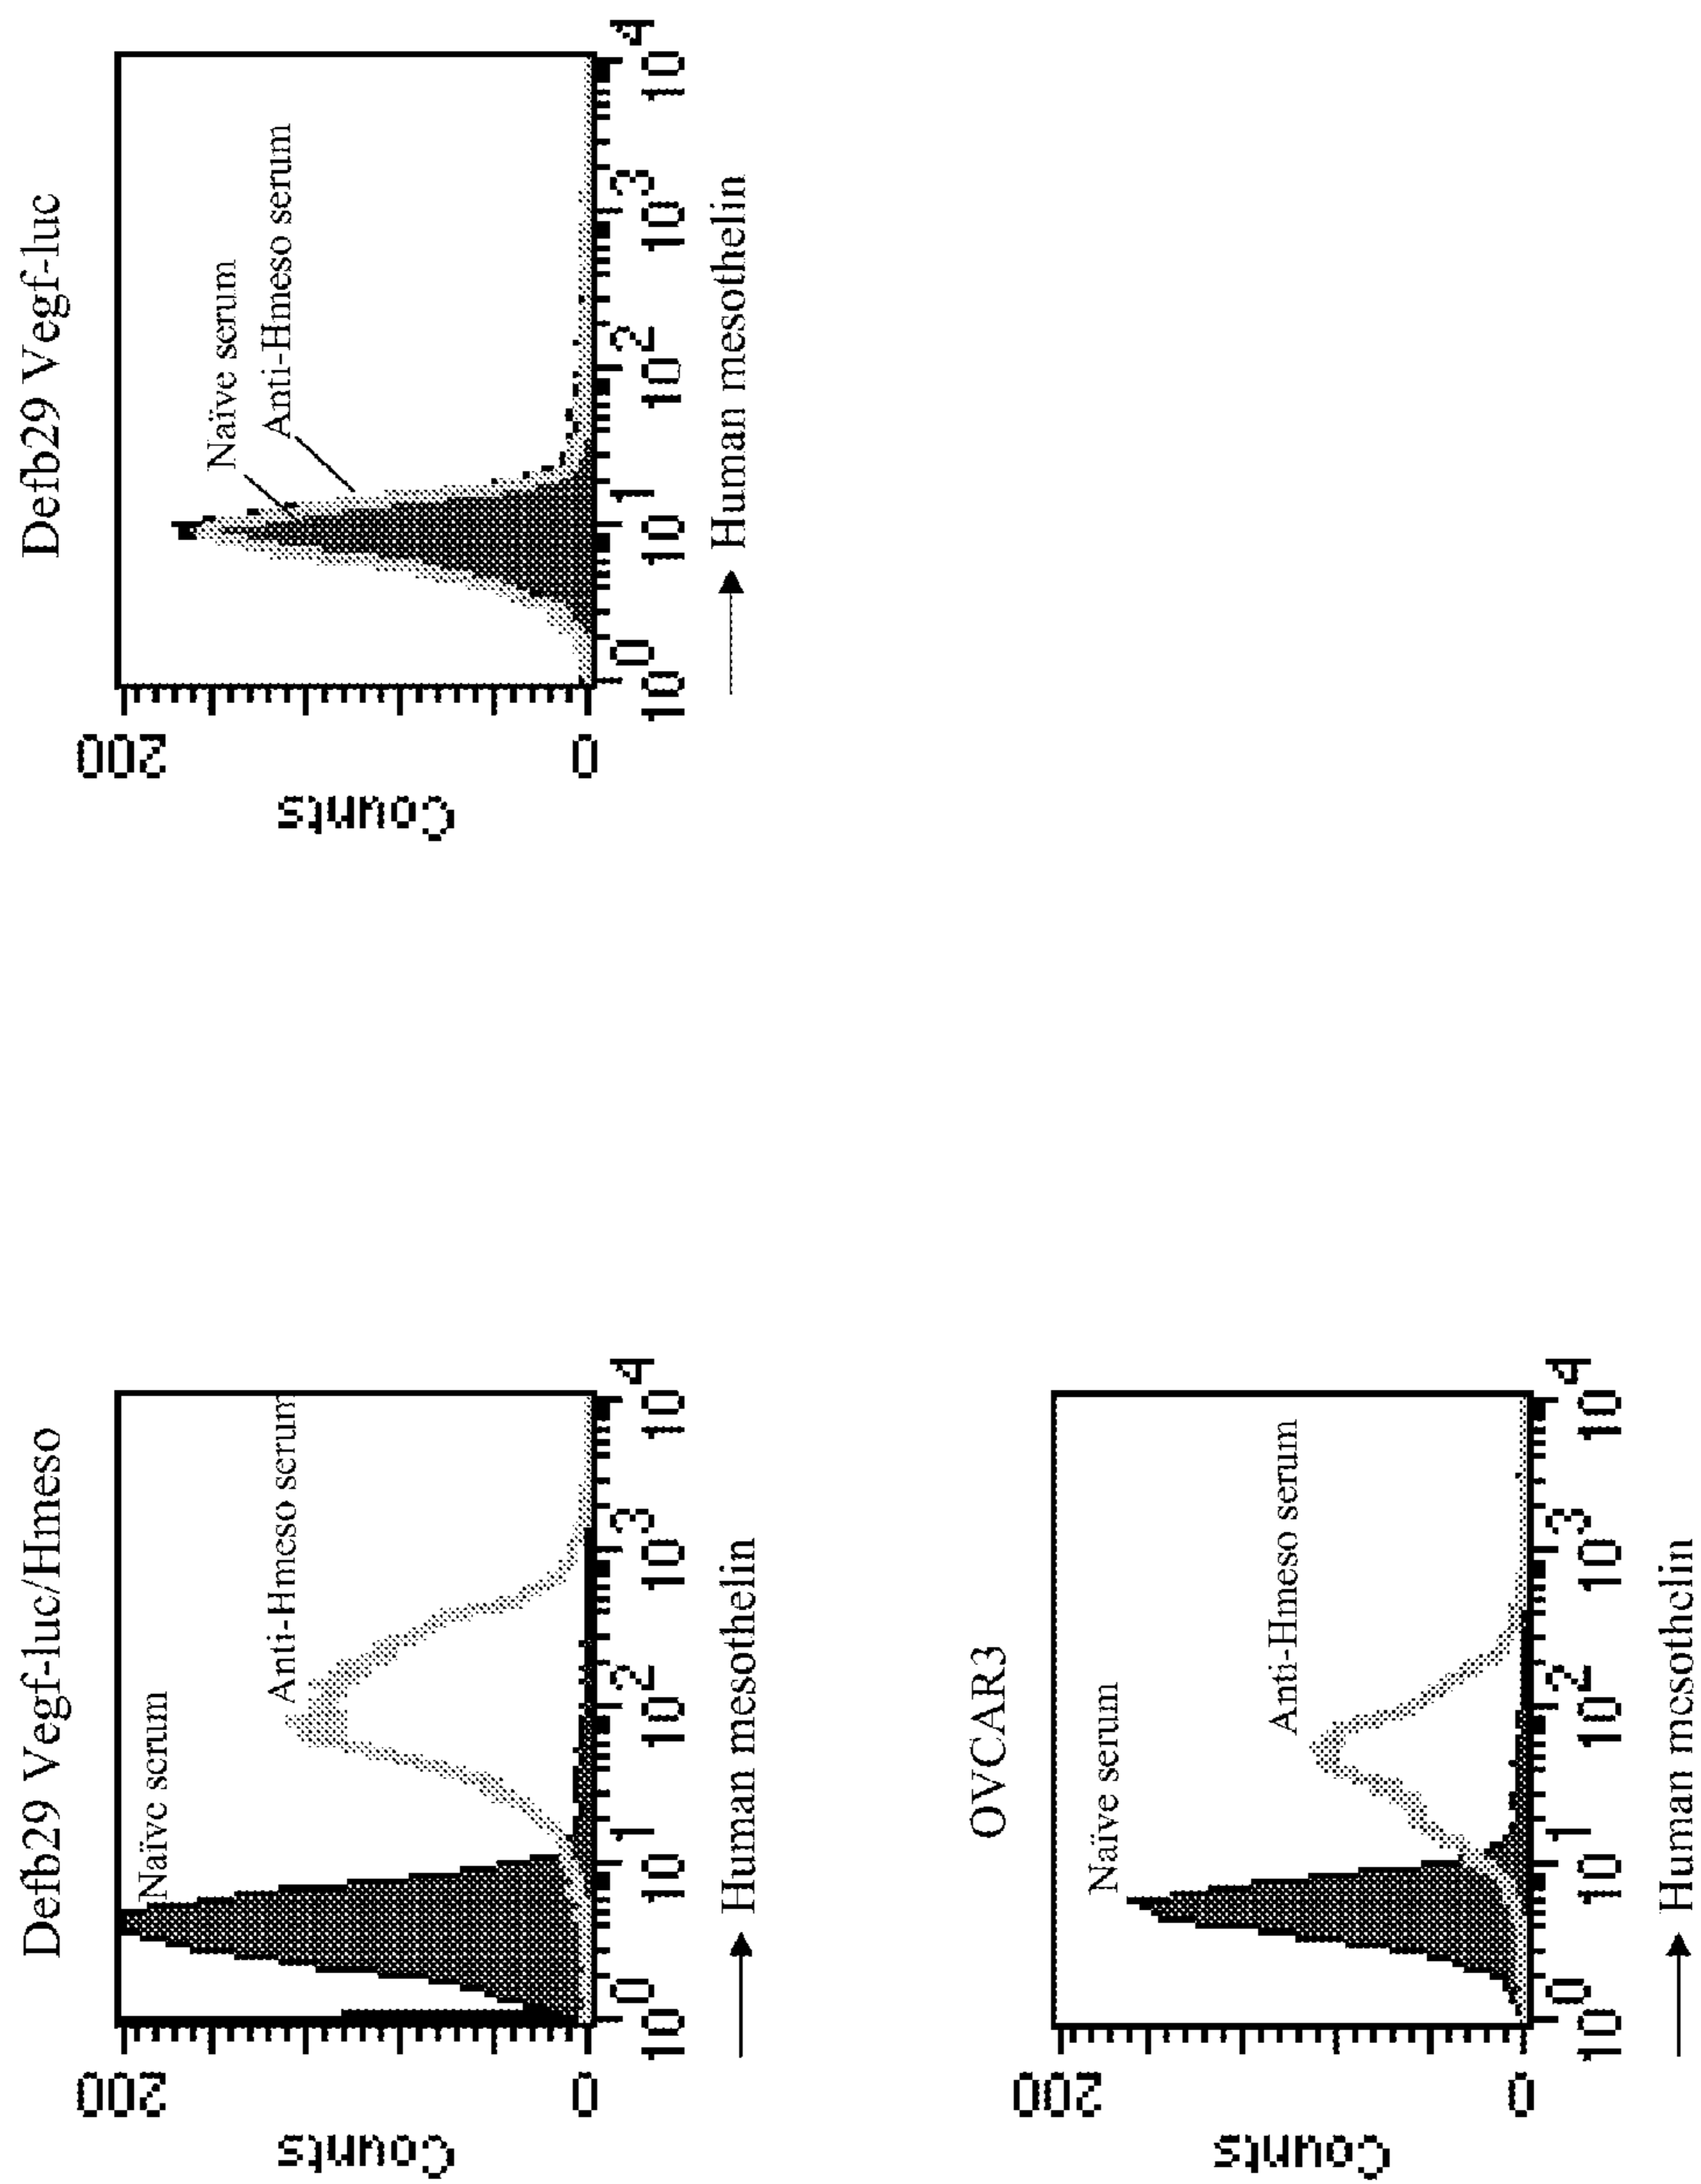 Defb29 Vegf-luc/Hmeso
Counts
200
0
Naïve serum
Anti-Hmeso serum
10^0 10^1 10^2 10^3 10^4
Human mesothelin
Defb29 Vegf-luc
Counts
200
0
Naïve serum
Anti-Hmeso serum
10^0 10^1 10^2 10^3 10^4
Human mesothelin
OVCAR3
Counts
200
0
Naïve serum
Anti-Hmeso serum
10^0 10^1 10^2 10^3 10^4
Human mesothelin